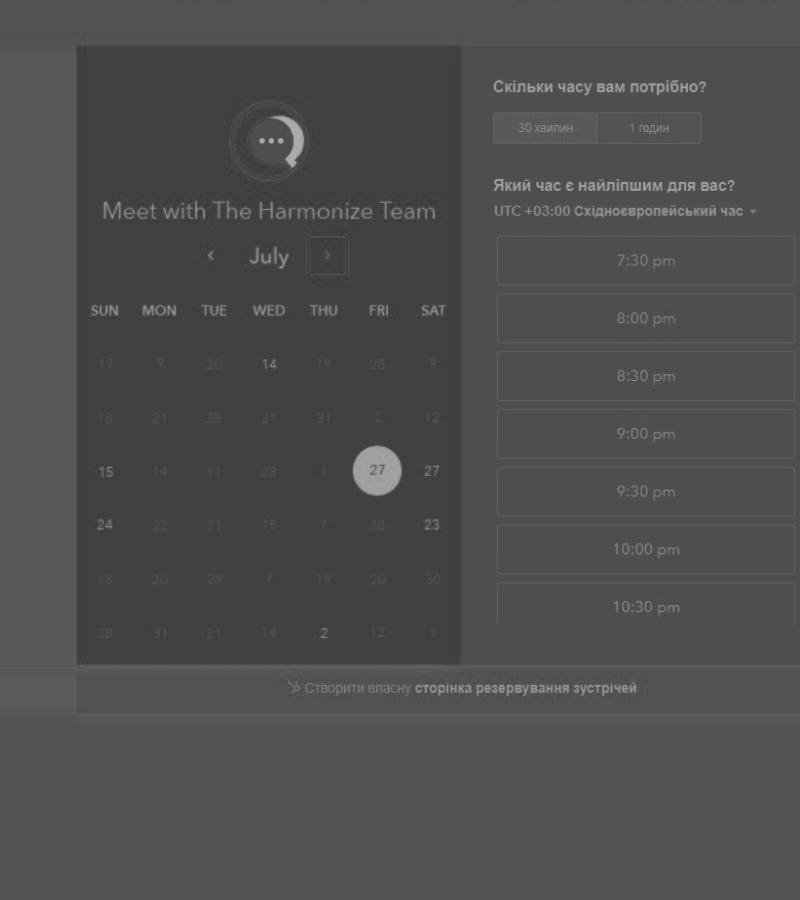 Meet with The Harmonize Team
July
SUN MON TUE WED THU FRI SAT
17 9 20 14 19 28 9
18 21 28 21 31 2 12
15 14 11 28 1 27 27
24 22 21 15 7 28 23
18 20 29 7 19 20 30
28 31 21 14 2 12
Скільки часу вам потрібно?
30 хвилин 1 годин
Який час є найліпшим для вас?
UTC +03:00 Східноєвропейський час
7:30 pm
8:00 pm
8:30 pm
9:00 pm
9:30 pm
10:00 pm
10:30 pm
Створити власну сторінка резервування зустрічей